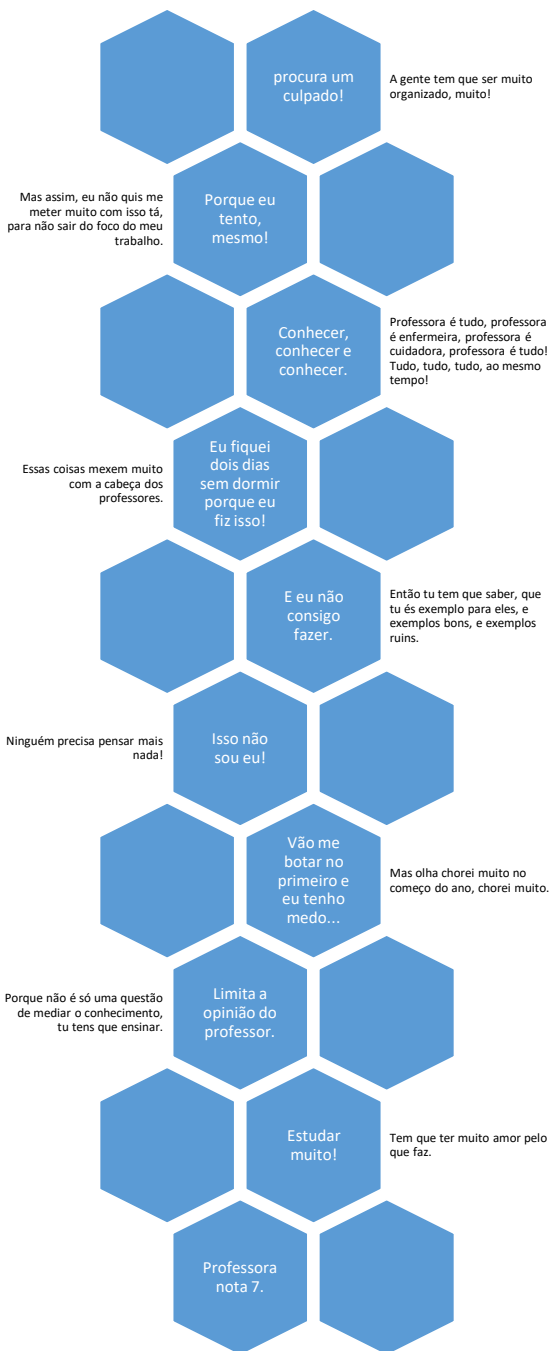 procura um
culpado!
A gente tem que ser muito
organizado, muito!
Mas assim, eu não quis me
meter muito com isso tá,
para não sair do foco do meu
trabalho.
Porque eu
tento,
mesmo!
Conhecer,
conhecer e
conhecer.
Professora é tudo, professora
é enfermeira, professora é
cuidadora, professora é tudo!
Tudo, tudo, tudo, ao mesmo
tempo!
Essas coisas mexem muito
com a cabeça dos
professores.
Eu fiquei
dois dias
sem dormir
porque eu
fiz isso!
E eu não
consigo
fazer.
Então tu tem que saber, que
tu és exemplo para eles, e
exemplos bons, e exemplos
ruins.
Ninguém precisa pensar mais
nada!
Isso não
sou eu!
Vão me
botar no
primeiro e
eu tenho
medo...
Mas olha chorei muito no
começo do ano, chorei muito.
Porque não é só uma questão
de mediar o conhecimento,
tu tens que ensinar.
Limita a
opinião do
professor.
Estudar
muito!
Tem que ter muito amor pelo
que faz.
Professora
nota 7.